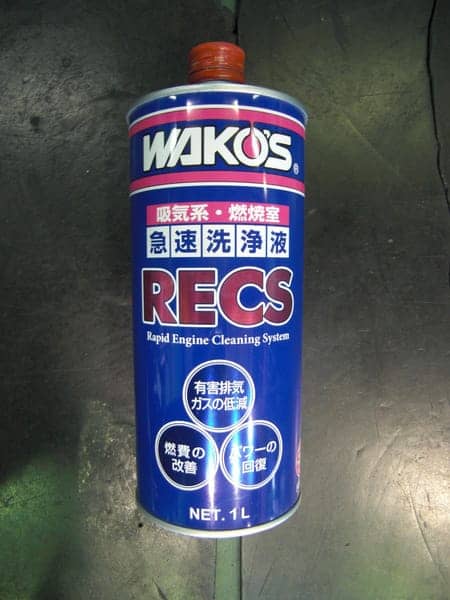 WAKO'S®
吸気系・燃焼室
急速洗浄液
RECS
Rapid Engine Cleaning System
有害排気
ガスの低減
燃費の
改善
パワーの
回復
NET. 1L